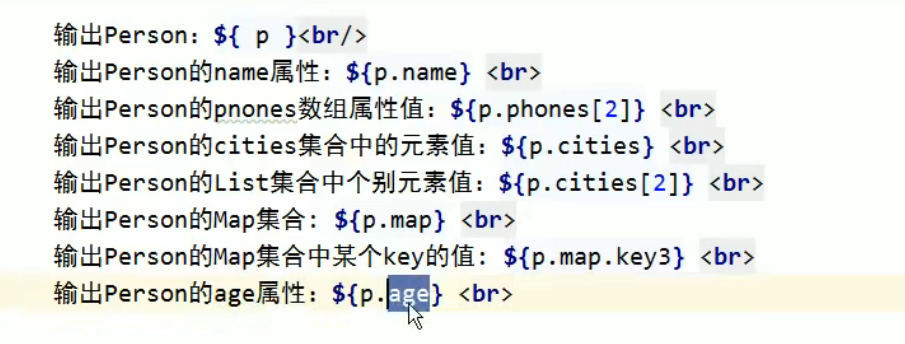 输出Person：${ p }<br/>
输出Person的name属性：${p.name} <br>
输出Person的pnones数组属性值：${p.phones[2]} <br>
输出Person的cities集合中的元素值：${p.cities} <br>
输出Person的List集合中个别元素值：${p.cities[2]} <br>
输出Person的Map集合: ${p.map} <br>
输出Person的Map集合中某个key的值: ${p.map.key3} <br>
输出Person的age属性：${p.age} <br>